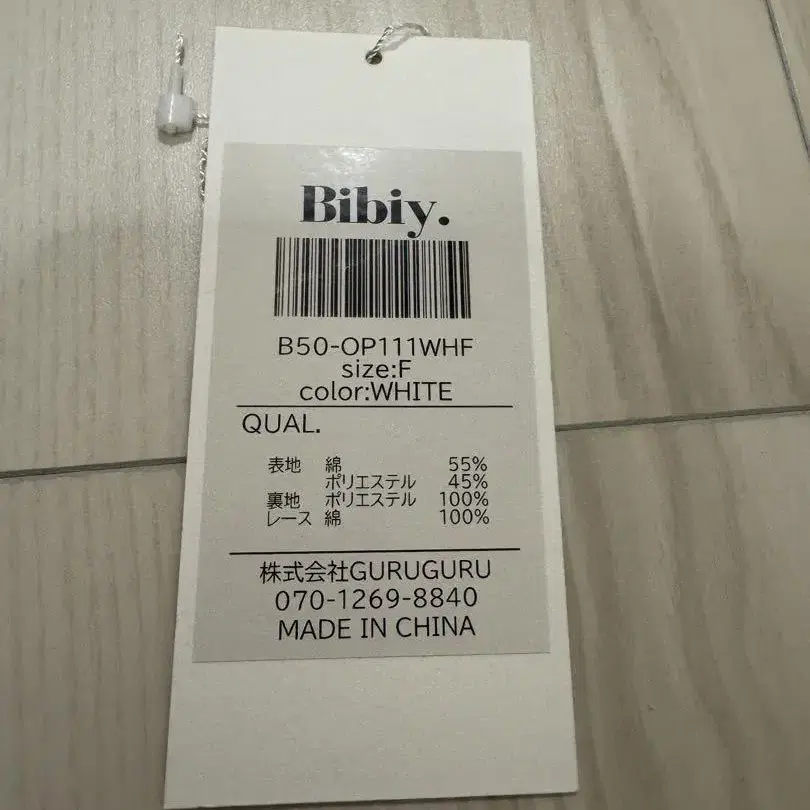 Bibiy.
B50-OP111WHF
size:F
color:WHITE
QUAL.
表地 綿 55%
ポリエステル 45%
裏地 ポリエステル 100%
レース 綿 100%
株式会社GURUGURU
070-1269-8840
MADE IN CHINA